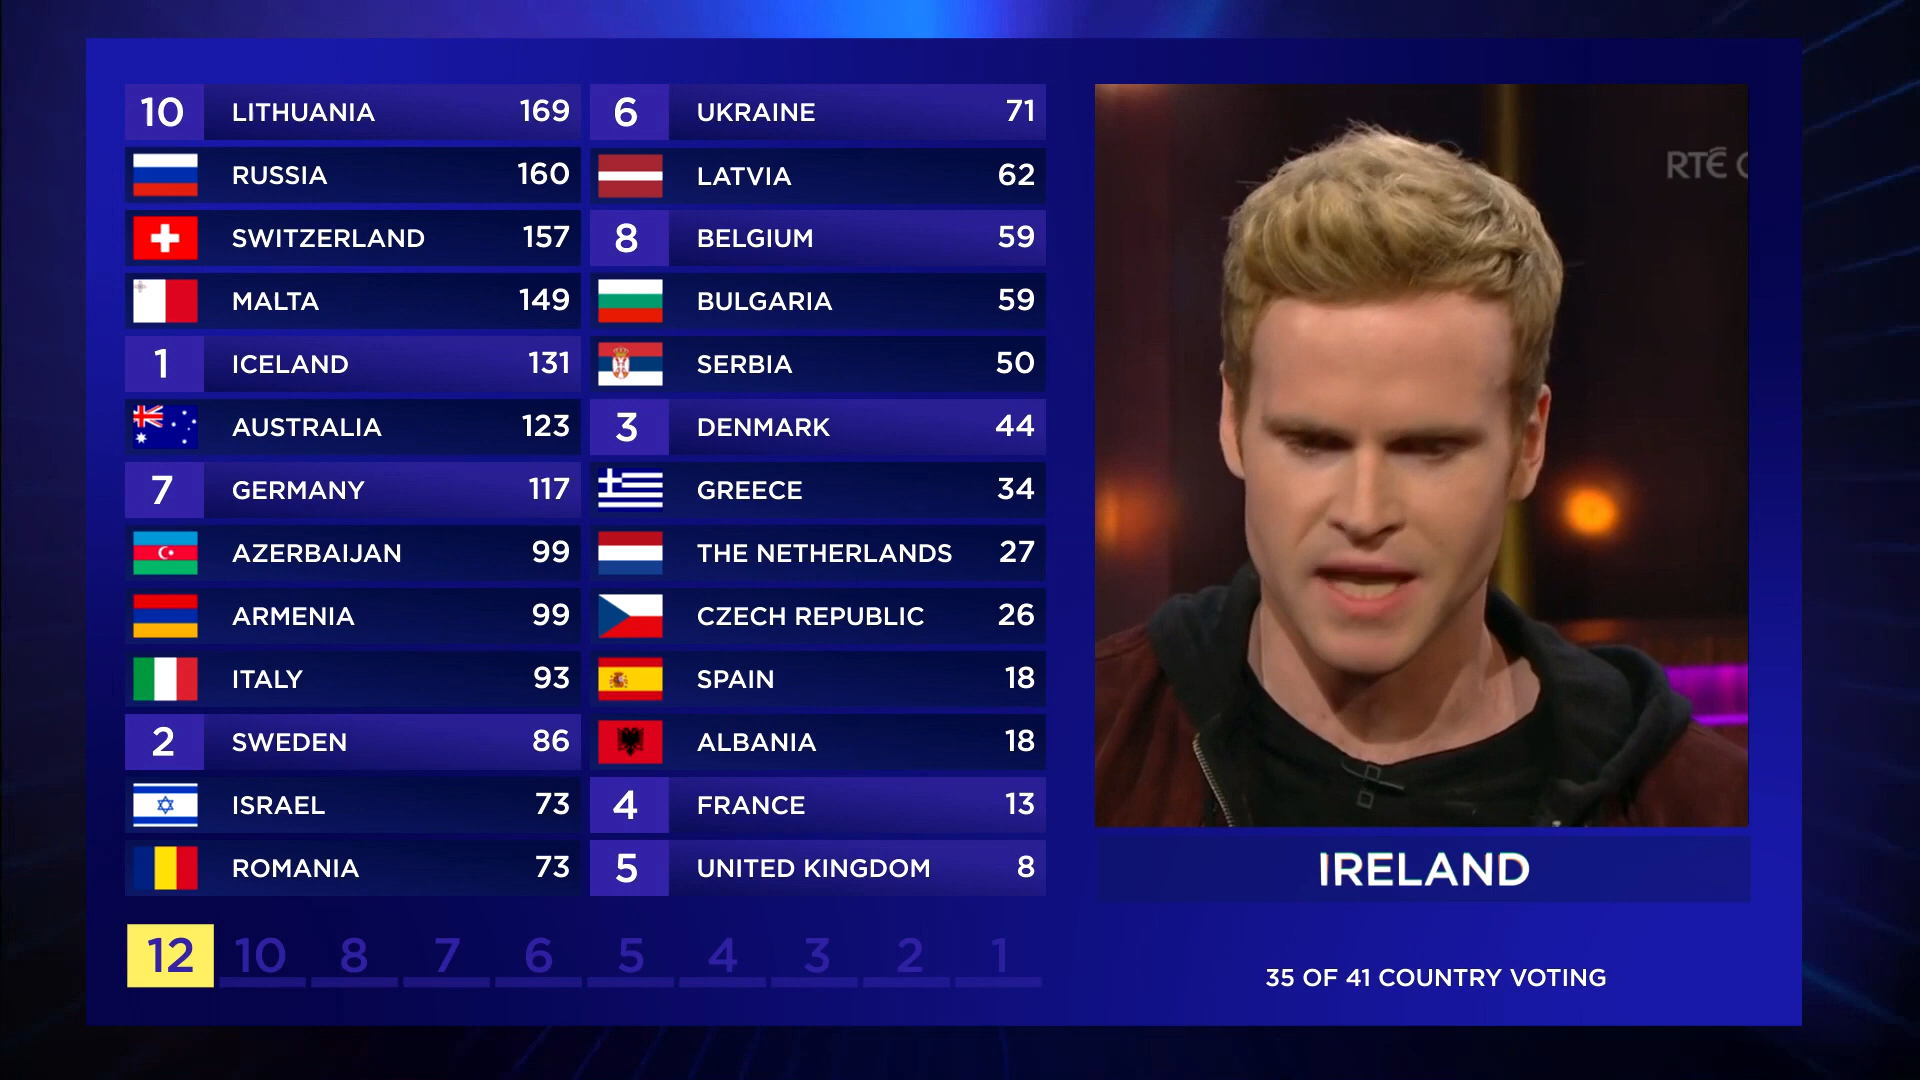 10 LITHUANIA 169
RUSSIA 160
SWITZERLAND 157
MALTA 149
1 ICELAND 131
AUSTRALIA 123
7 GERMANY 117
AZERBAIJAN 99
ARMENIA 99
ITALY 93
2 SWEDEN 86
ISRAEL 73
ROMANIA 73
6 UKRAINE 71
LATVIA 62
8 BELGIUM 59
BULGARIA 59
SERBIA 50
3 DENMARK 44
GREECE 34
THE NETHERLANDS 27
CZECH REPUBLIC 26
SPAIN 18
ALBANIA 18
4 FRANCE 13
5 UNITED KINGDOM 8
12 10 8 7 6 5 4 3 2 1
RTÉ
IRELAND
35 OF 41 COUNTRY VOTING